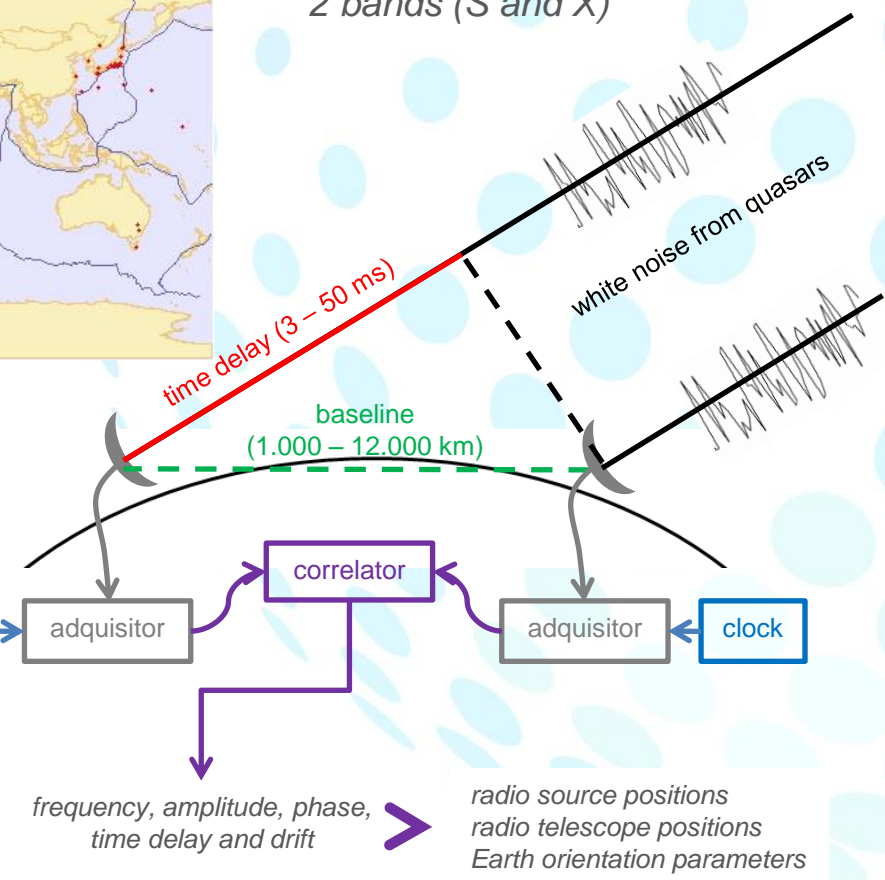 2 bands (S and X)
white noise from quasars
time delay (3 – 50 ms)
baseline
(1.000 – 12.000 km)
correlator
adquisitor
adquisitor
clock
frequency, amplitude, phase,
time delay and drift
radio source positions
radio telescope positions
Earth orientation parameters